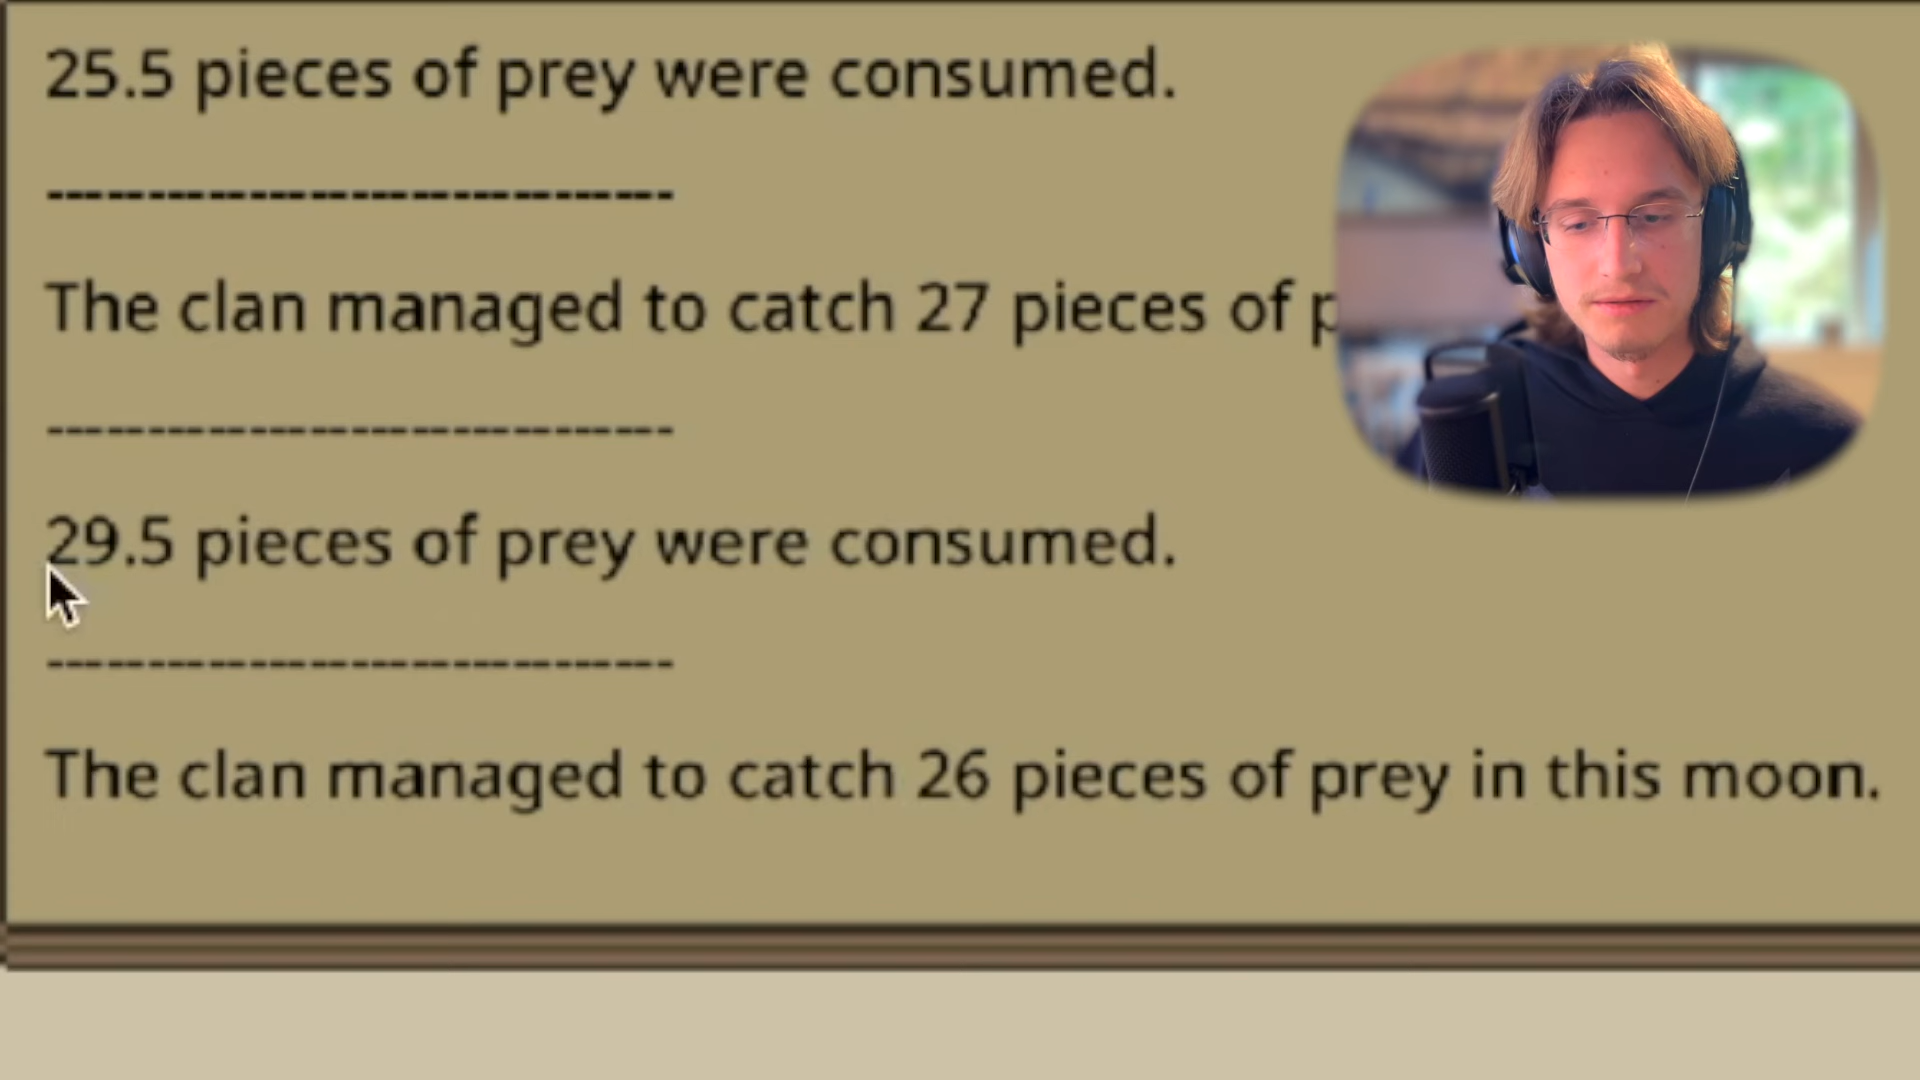 25.5 pieces of prey were consumed.
--------------------------------
The clan managed to catch 27 pieces of p
--------------------------------
29.5 pieces of prey were consumed.
--------------------------------
The clan managed to catch 26 pieces of prey in this moon.